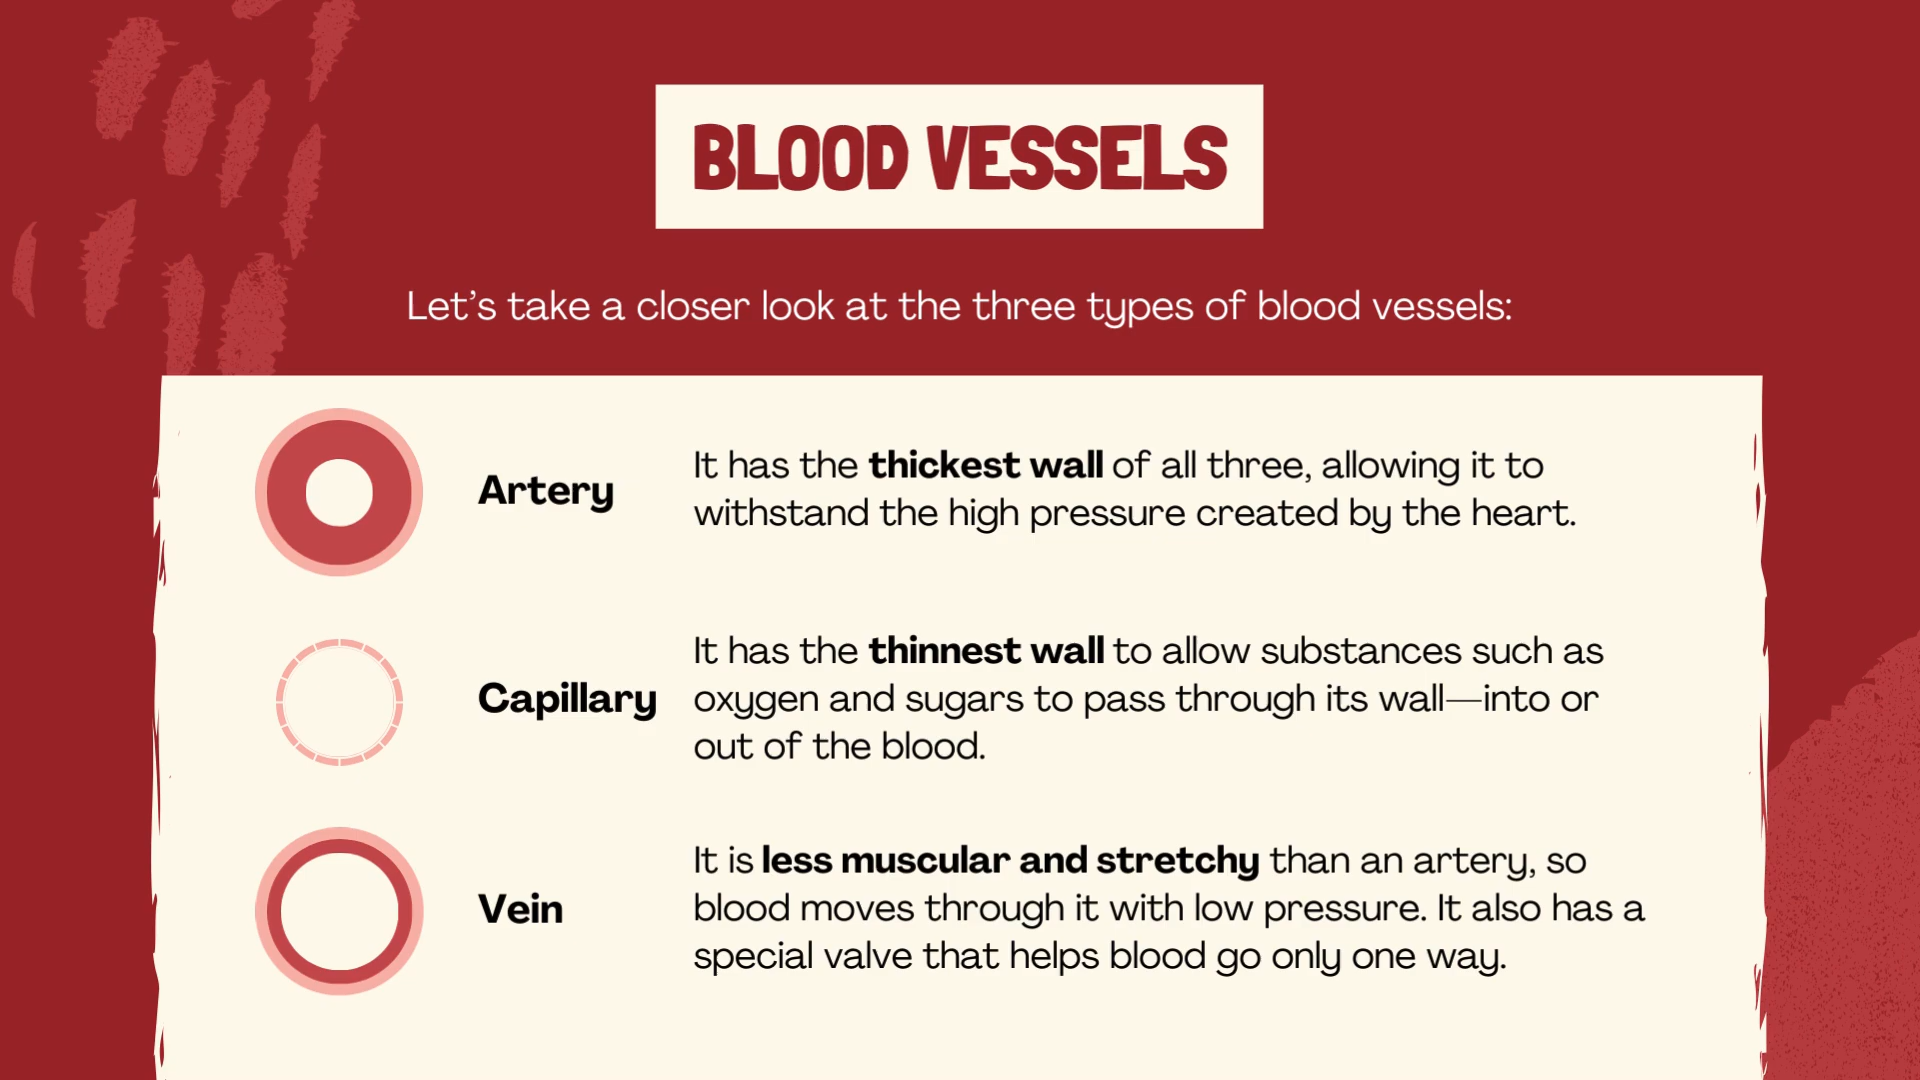 BLOOD VESSELS
Let’s take a closer look at the three types of blood vessels:
Artery
It has the thickest wall of all three, allowing it to
withstand the high pressure created by the heart.
Capillary
It has the thinnest wall to allow substances such as
oxygen and sugars to pass through its wall—into or
out of the blood.
Vein
It is less muscular and stretchy than an artery, so
blood moves through it with low pressure. It also has a
special valve that helps blood go only one way.